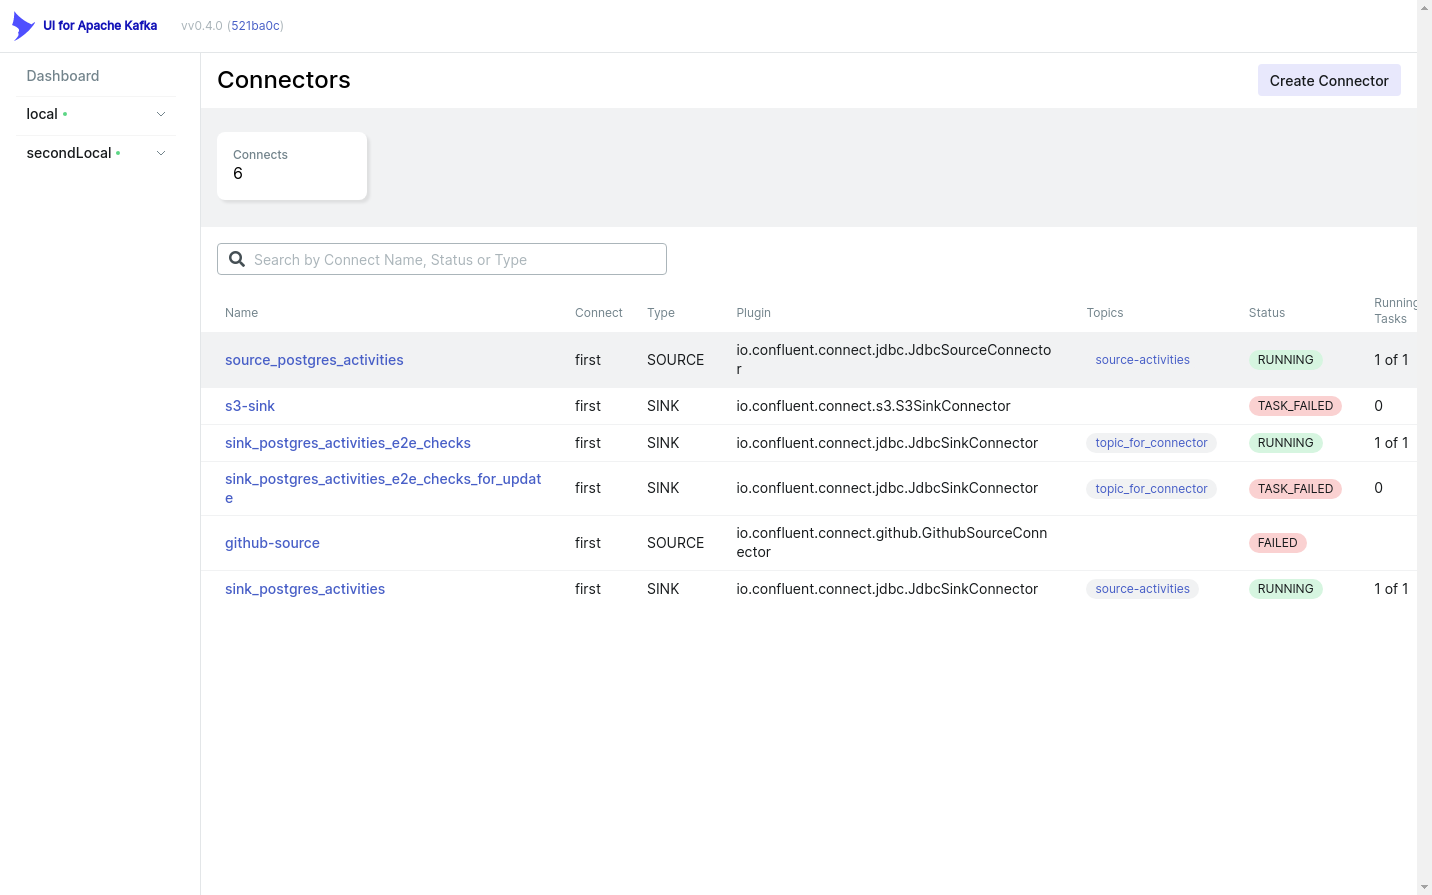 UI for Apache Kafka vv0.4.0 (521ba0c)
Dashboard
local
secondLocal
Connectors
Create Connector
Connects
6
Search by Connect Name, Status or Type
Name Connect Type Plugin Topics Status Running
Tasks
source_postgres_activities first SOURCE io.confluent.connect.jdbc.JdbcSourceConnecto
r source-activities RUNNING 1 of 1
s3-sink first SINK io.confluent.connect.s3.S3SinkConnector TASK_FAILED 0
sink_postgres_activities_e2e_checks first SINK io.confluent.connect.jdbc.JdbcSinkConnector topic_for_connector RUNNING 1 of 1
sink_postgres_activities_e2e_checks_for_updat
e first SINK io.confluent.connect.jdbc.JdbcSinkConnector topic_for_connector TASK_FAILED 0
github-source first SOURCE io.confluent.connect.github.GithubSourceConn
ector FAILED
sink_postgres_activities first SINK io.confluent.connect.jdbc.JdbcSinkConnector source-activities RUNNING 1 of 1